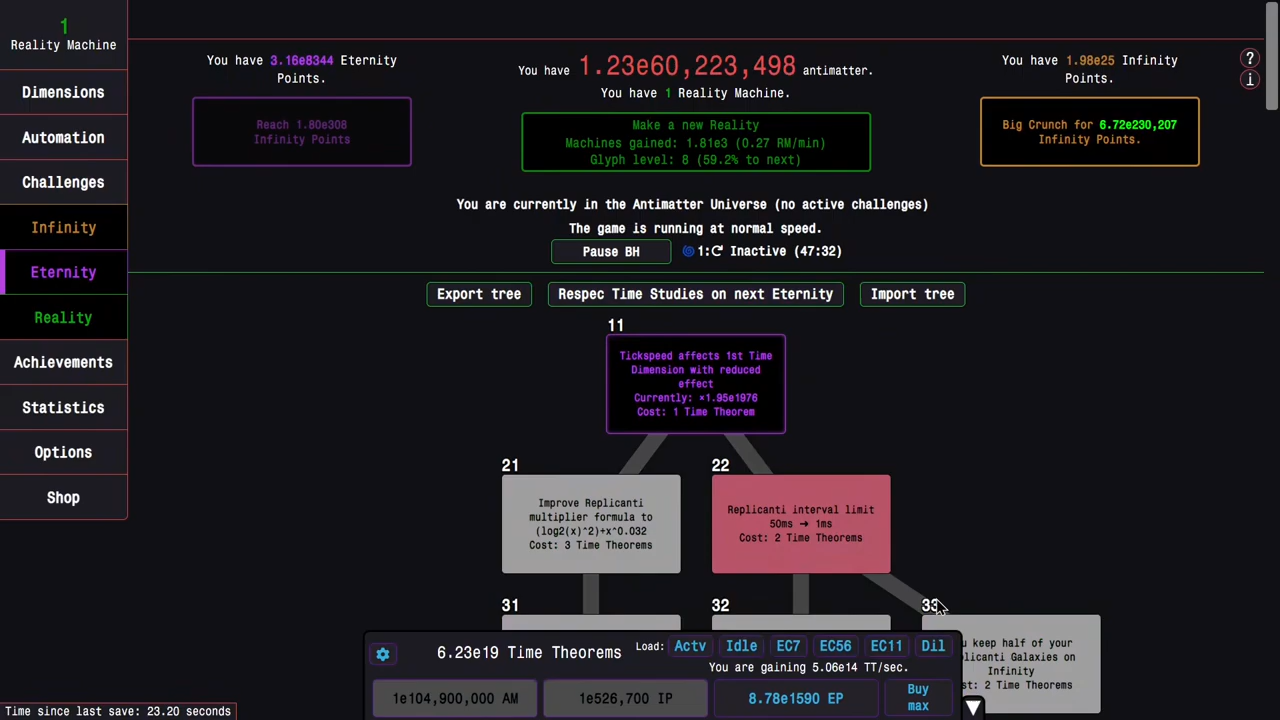 1
Reality Machine
Dimensions
Automation
Challenges
Infinity
Eternity
Reality
Achievements
Statistics
Options
Shop
You have 3.16e8344 Eternity
Points.
Reach 1.80e308
Infinity Points
You have 1.23e60,223,498 antimatter.
You have 1 Reality Machine.
Make a new Reality
Machines gained: 1.81e3 (0.27 RM/min)
Glyph level: 8 (59.2% to next)
You have 1.98e25 Infinity
Points.
Big Crunch for 6.72e230,207
Infinity Points.
?
i
You are currently in the Antimatter Universe (no active challenges)
The game is running at normal speed.
Pause BH
1: Inactive (47:32)
Export tree
Respec Time Studies on next Eternity
Import tree
11
Tickspeed affects 1st Time
Dimension with reduced
effect
Currently: ×1.95e1976
Cost: 1 Time Theorem
21
Improve Replicanti
multiplier formula to
(log2(x)^2)+x^0.032
Cost: 3 Time Theorems
22
Replicanti interval limit
50ms → 1ms
Cost: 2 Time Theorems
31
32
33
keep half of your
Galaxies on
Infinity
2 Time Theorems
6.23e19 Time Theorems
Load: Actv Idle EC7 EC56 EC11 Dil
You are gaining 5.06e14 TT/sec.
1e104,900,000 AM
1e526,700 IP
8.78e1590 EP
Buy
max
Time since last save: 23.20 seconds